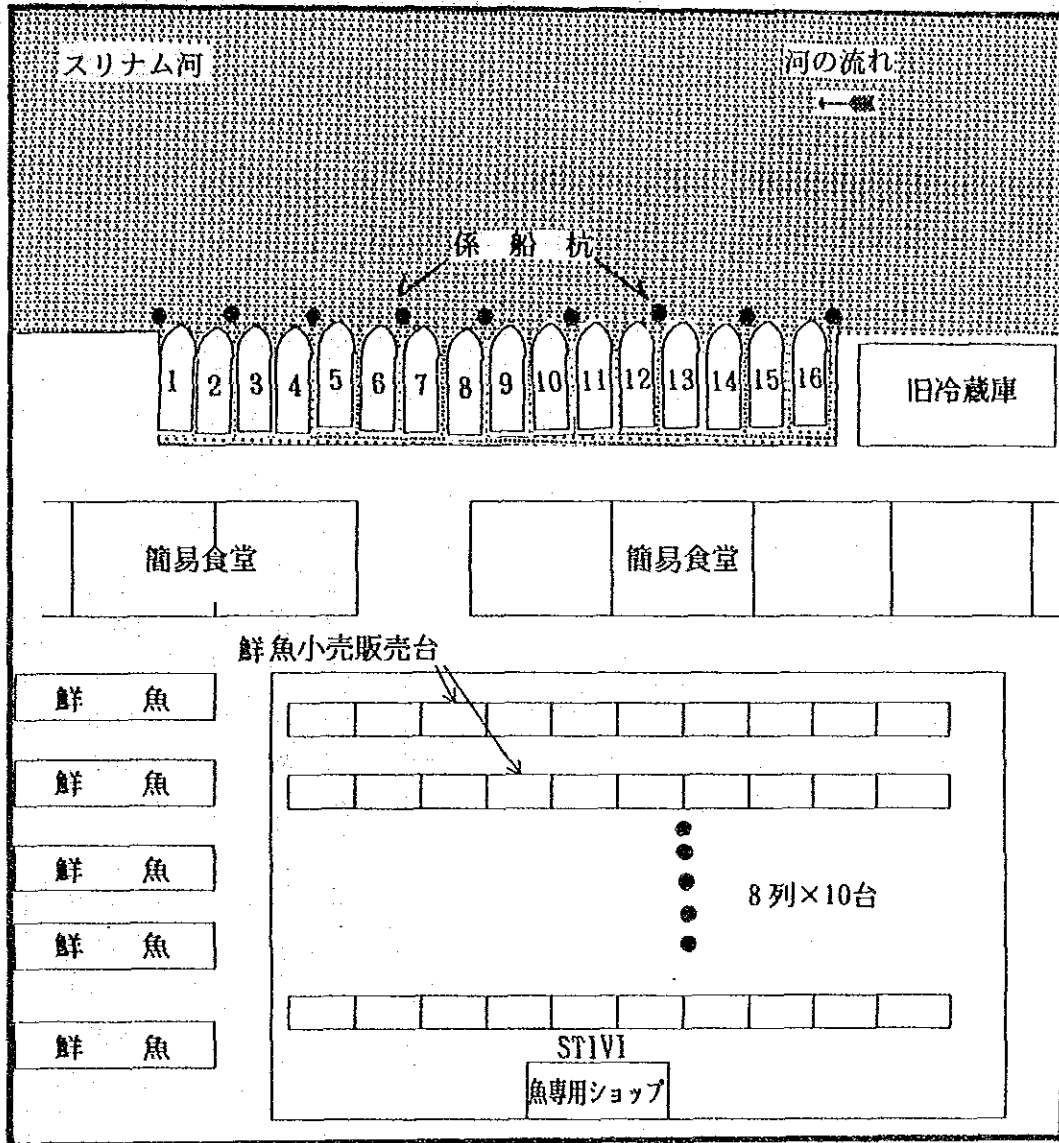 スリナム河
河の流れ
係船杭
1 2 3 4 5 6 7 8 9 10 11 12 13 14 15 16
旧冷蔵庫
簡易食堂
簡易食堂
鮮魚小売販売台
鮮魚
鮮魚
鮮魚
8列×10台
鮮魚
鮮魚
STIVI
魚専用ショップ